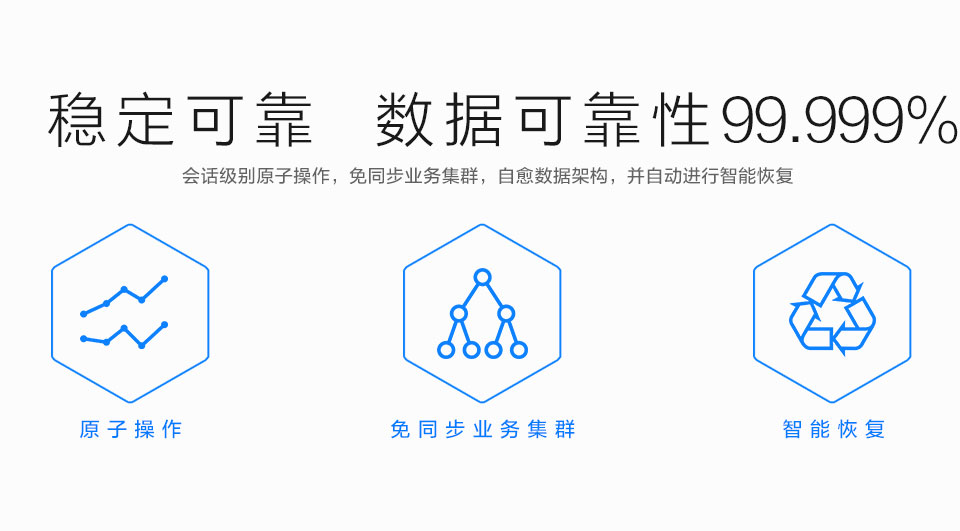 稳定可靠 数据可靠性99.999%
会话级别原子操作，免同步业务集群，自愈数据架构，并自动进行智能恢复
原子操作
免同步业务集群
智能恢复